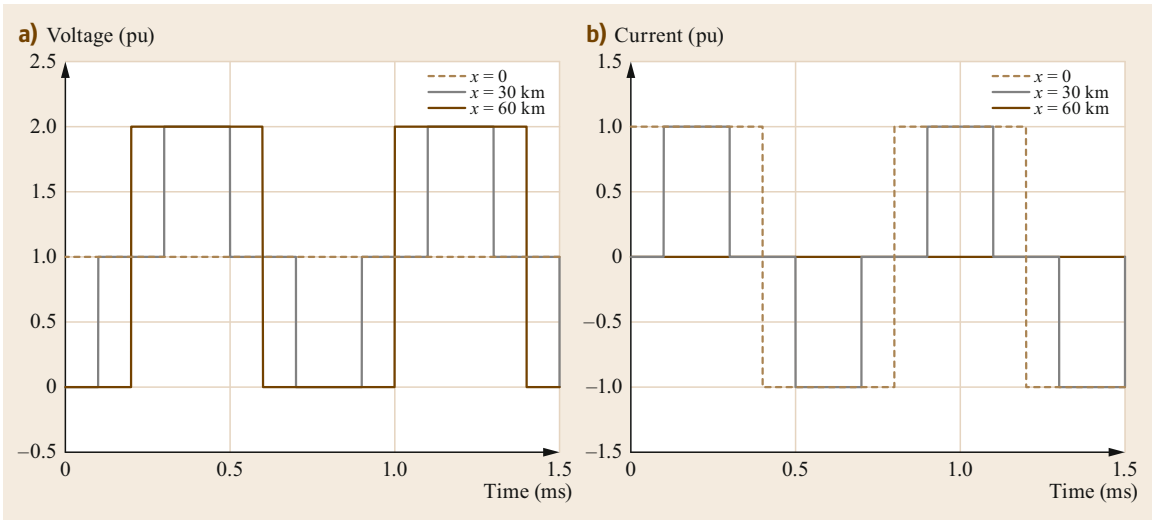 a) Voltage (pu)
2.5
2.0
1.5
1.0
0.5
0
–0.5
0 0.5 1.0 1.5
Time (ms)
x = 0
x = 30 km
x = 60 km
b) Current (pu)
1.5
1.0
0.5
0
–0.5
–1.0
–1.5
0 0.5 1.0 1.5
Time (ms)
x = 0
x = 30 km
x = 60 km